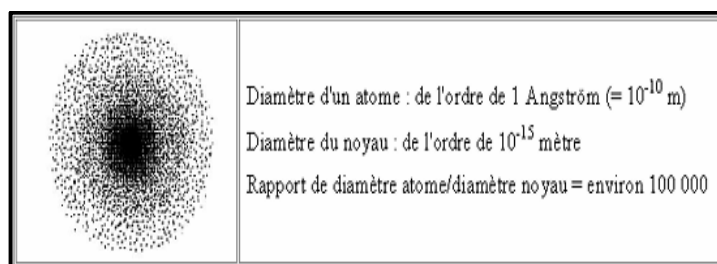 Diamètre d'un atome : de l'ordre de 1 Angström (= 10⁻¹⁰ m)
Diamètre du noyau : de l'ordre de 10⁻¹⁵ mètre
Rapport de diamètre atome/diamètre noyau = environ 100 000